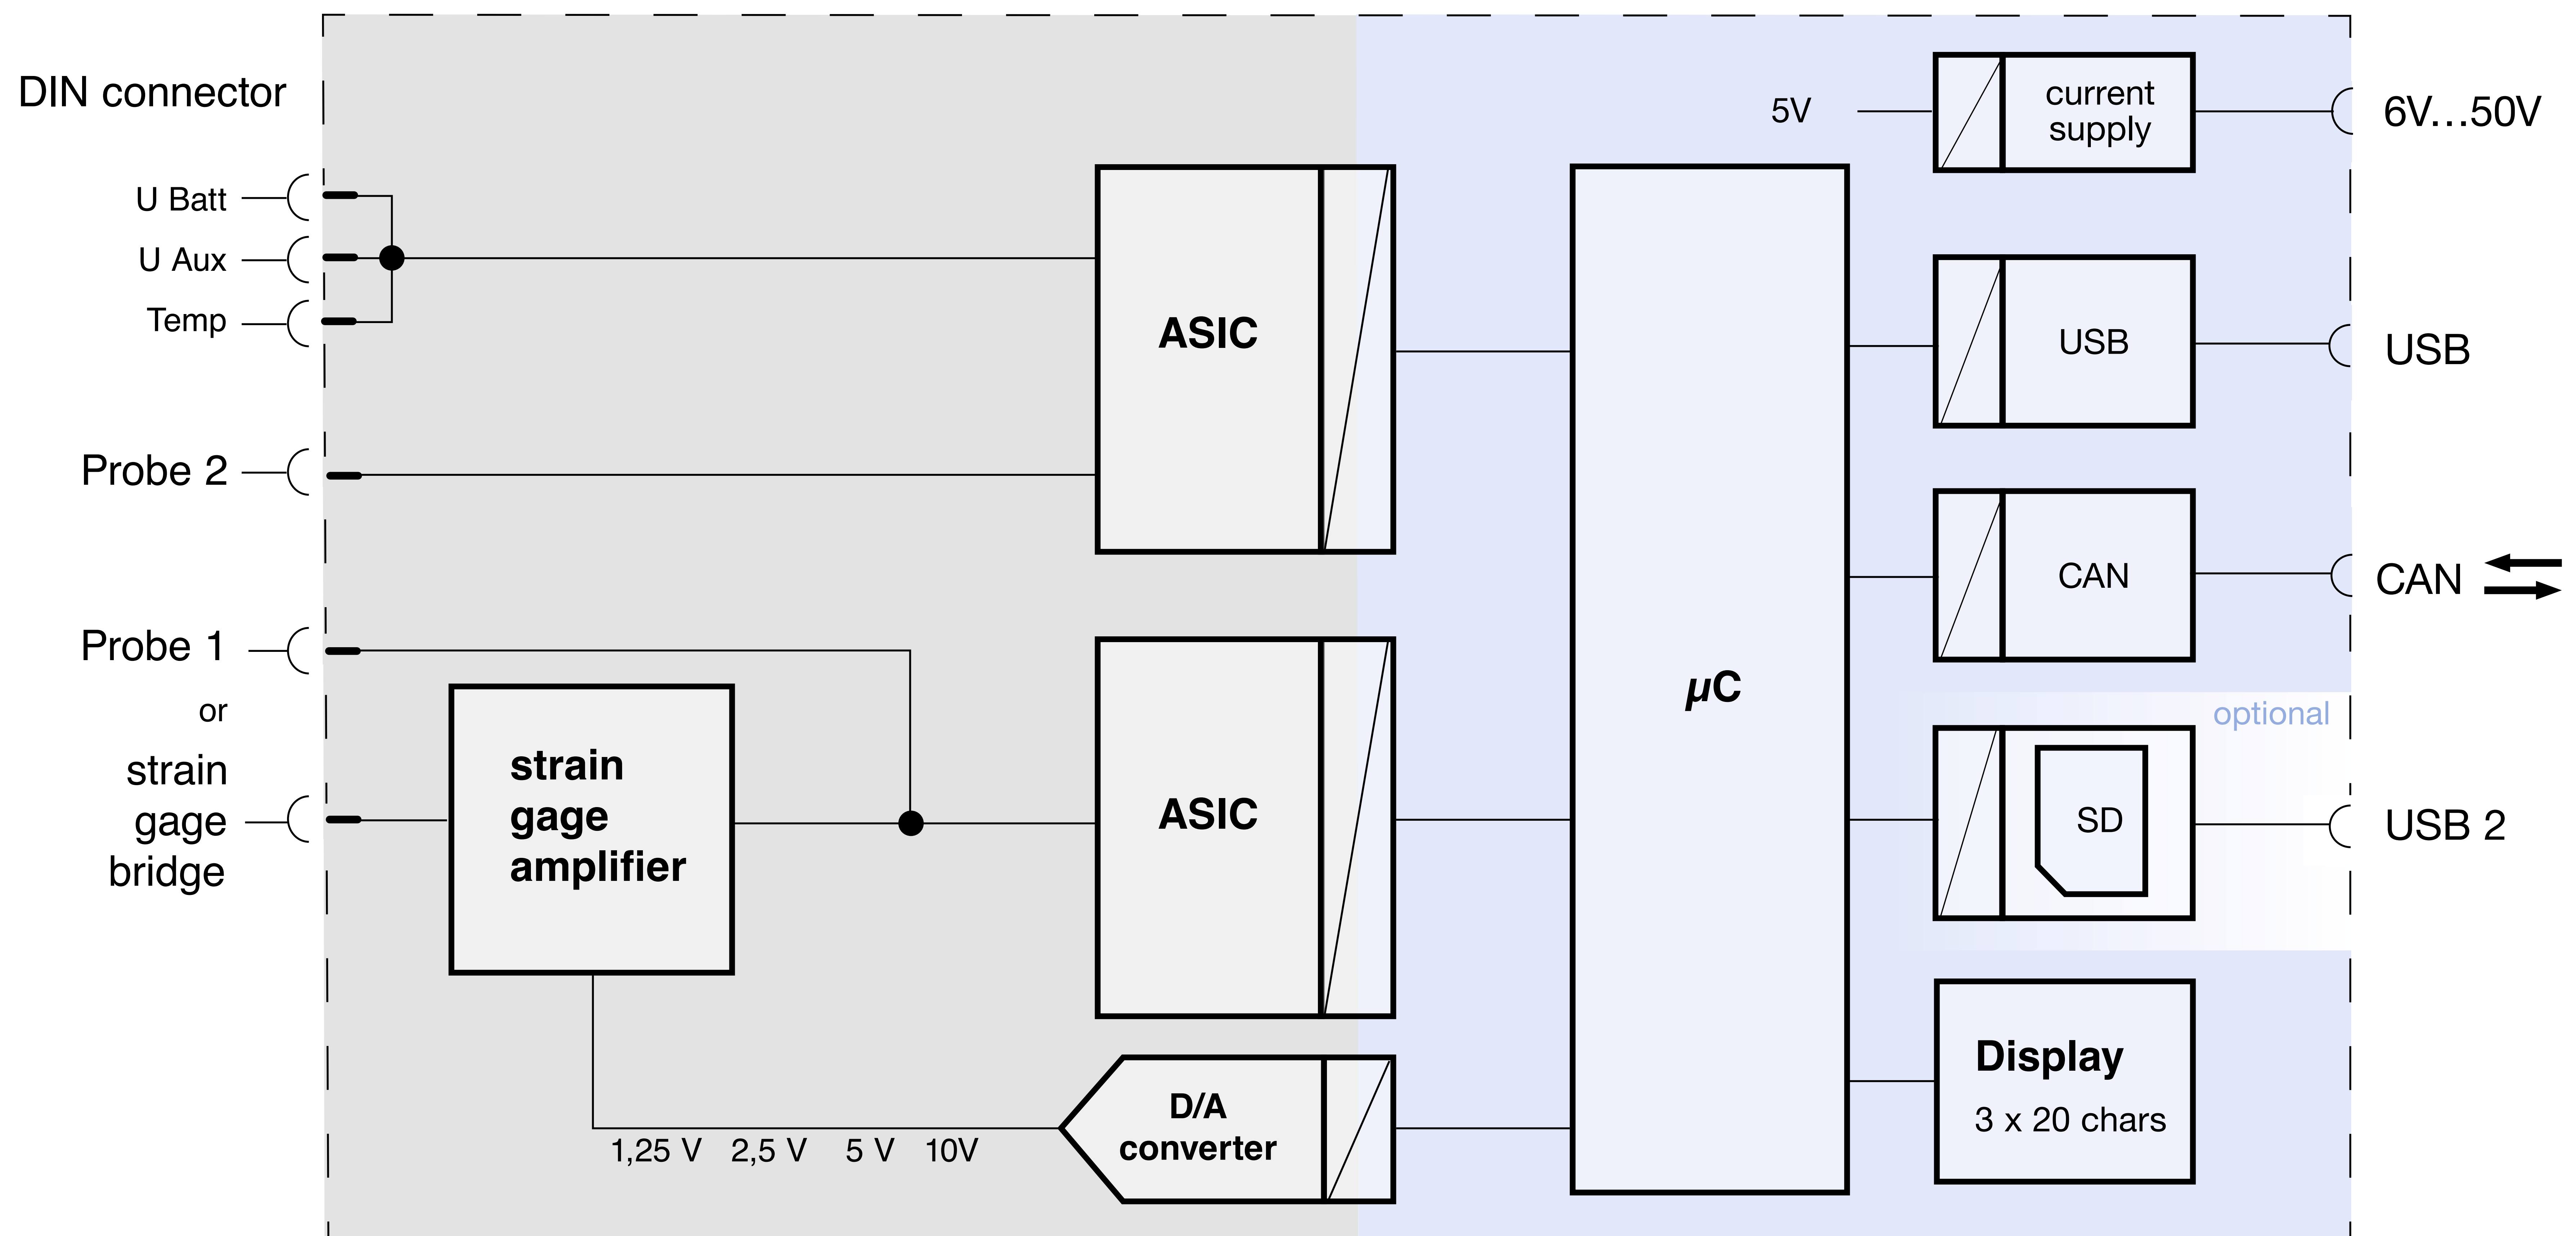 DIN connector
U Batt
U Aux
Temp
Probe 2
Probe 1
or
strain
gage
bridge
strain
gage
amplifier
1,25 V 2,5 V 5 V 10V
ASIC
ASIC
D/A
converter
µC
5V
current
supply
6V...50V
USB
USB
CAN
CAN
optional
SD
USB 2
Display
3 x 20 chars